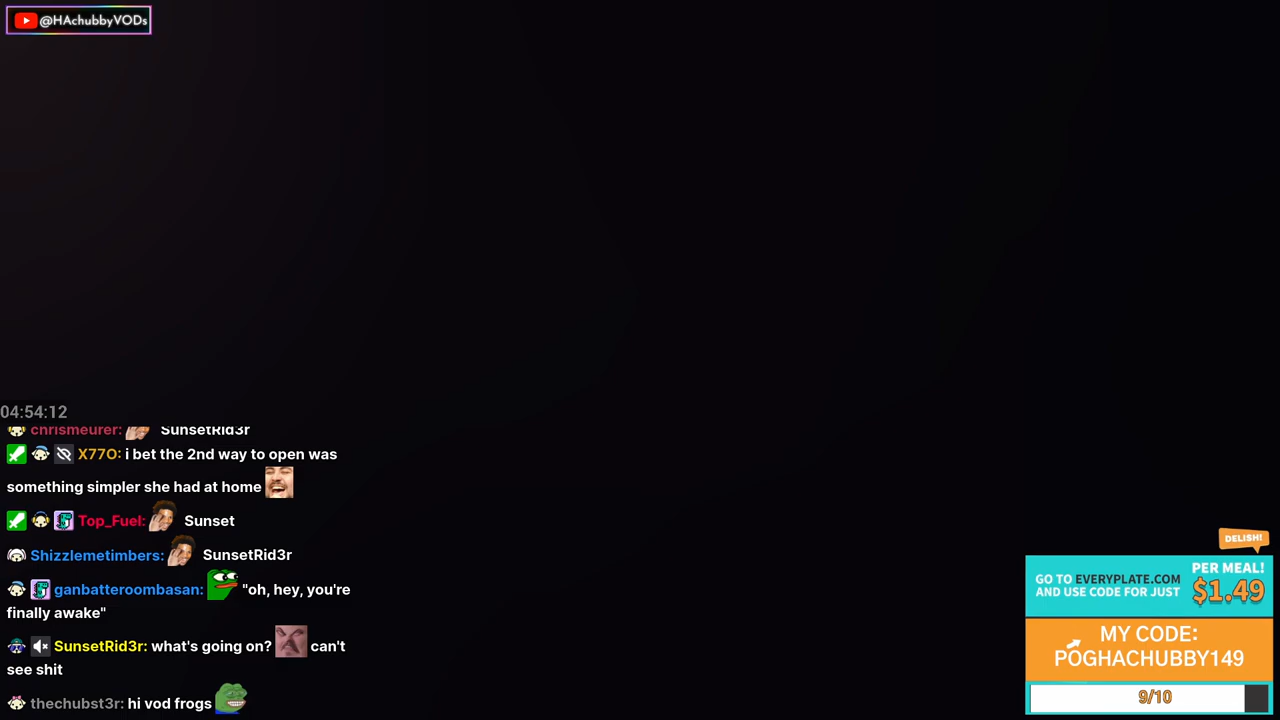 @HAchubbyVODs
04:54:12
chrismeurer: SunsetRid3r
X77O: i bet the 2nd way to open was
something simpler she had at home
Top_Fuel: Sunset
Shizzlemetimbers: SunsetRid3r
ganbatteroombasan: "oh, hey, you're
finally awake"
SunsetRid3r: what's going on? can't
see shit
thechubst3r: hi vod frogs
DELISH!
GO TO EVERYPLATE.COM
AND USE CODE FOR JUST
PER MEAL!
$1.49
MY CODE:
POGHACHUBBY149
9/10